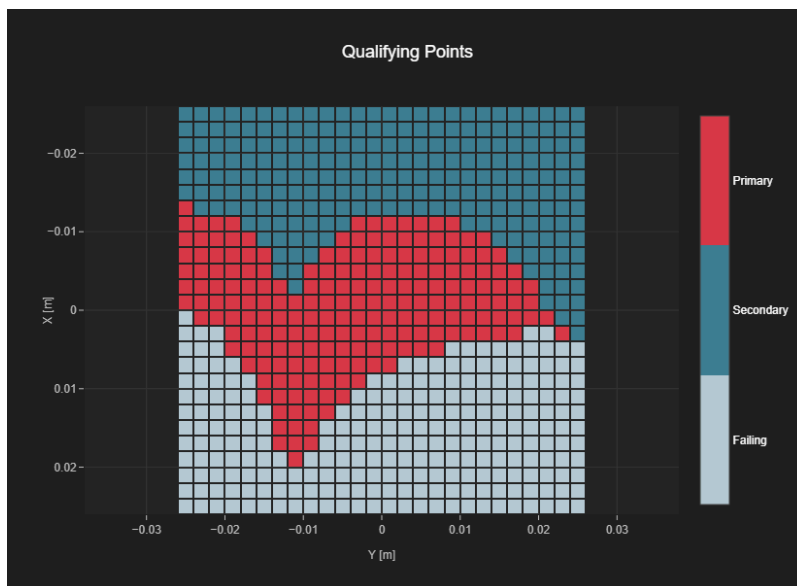 Qualifying Points
−0.02
−0.01
0
0.01
0.02
X [m]
−0.03
−0.02
−0.01
0
0.01
0.02
0.03
Y [m]
Primary
Secondary
Failing